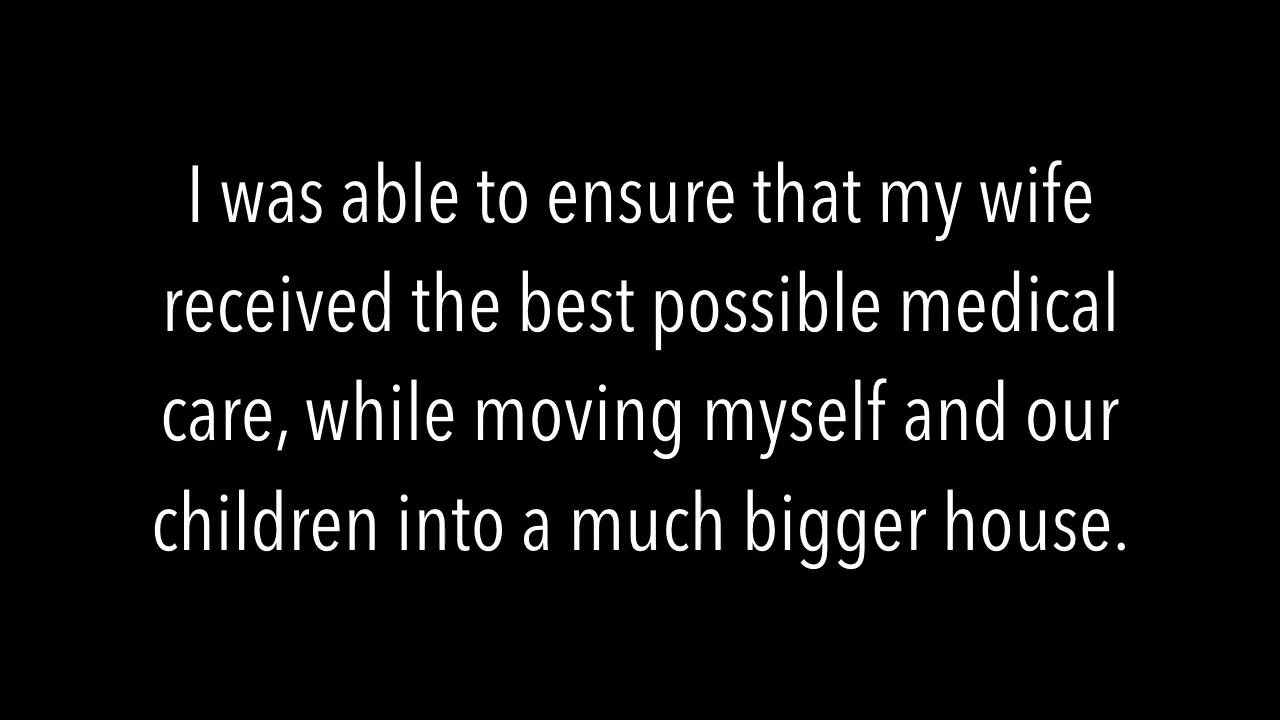 I was able to ensure that my wife
received the best possible medical
care, while moving myself and our
children into a much bigger house.